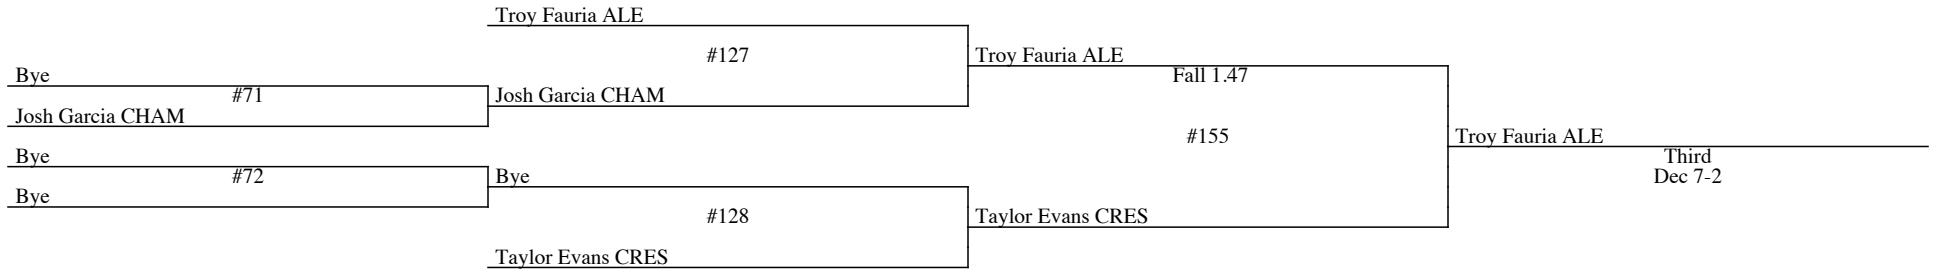 Troy Fauria ALE
#127
Troy Fauria ALE
Fall 1.47
Bye
#71
Josh Garcia CHAM
Josh Garcia CHAM
#155
Troy Fauria ALE
Third
Dec 7-2
Bye
#72
Bye
Bye
#128
Taylor Evans CRES
Taylor Evans CRES